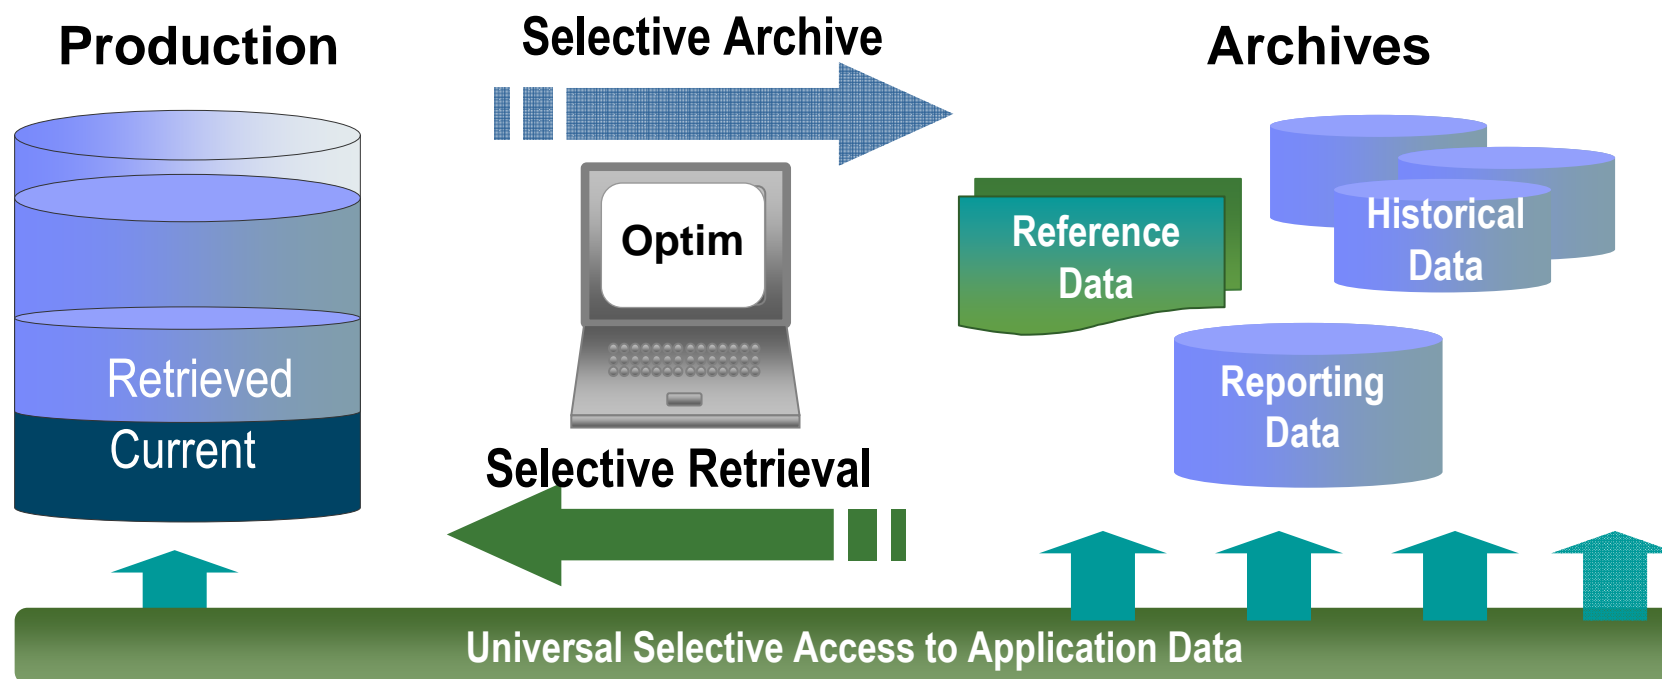 Production
Selective Archive
Archives
Optim
Reference
Data
Historical
Data
Retrieved
Current
Reporting
Data
Selective Retrieval
Universal Selective Access to Application Data